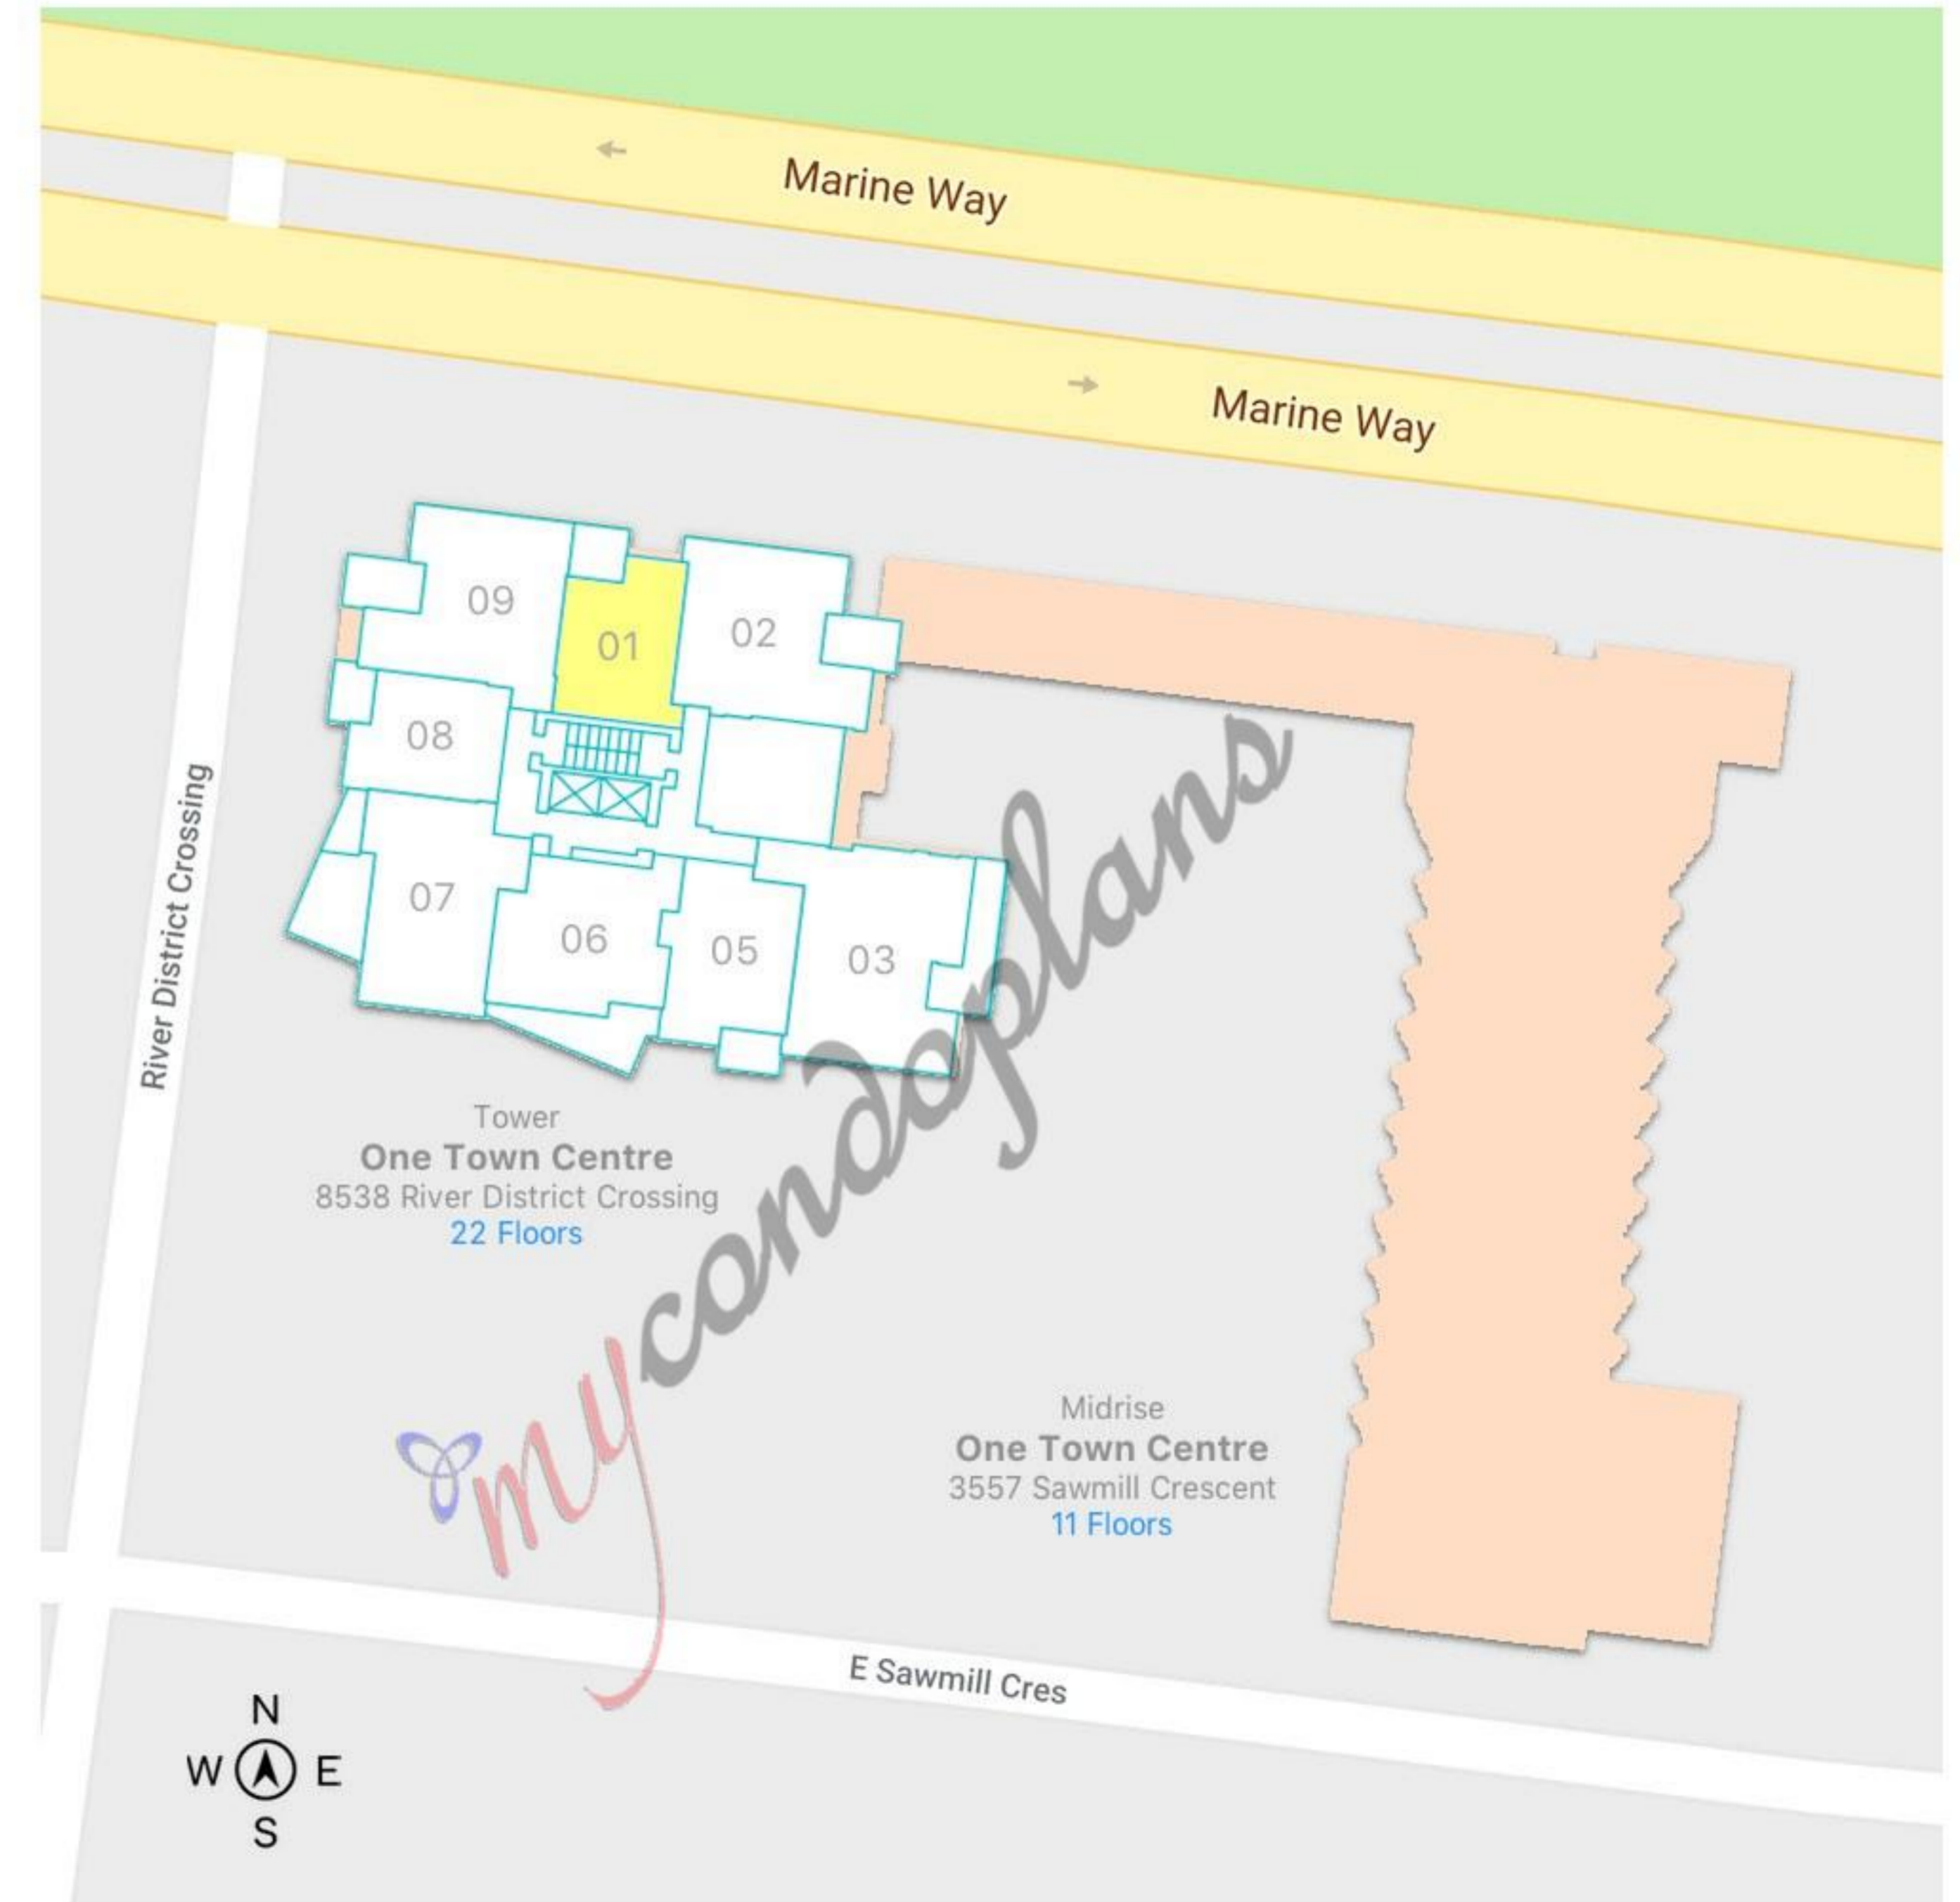 Marine Way
Marine Way
09
01
02
08
07
06
05
03
River District Crossing
Tower
One Town Centre
8538 River District Crossing
22 Floors
mycondoplans
Midrise
One Town Centre
3557 Sawmill Crescent
11 Floors
E Sawmill Cres
N
W E
S